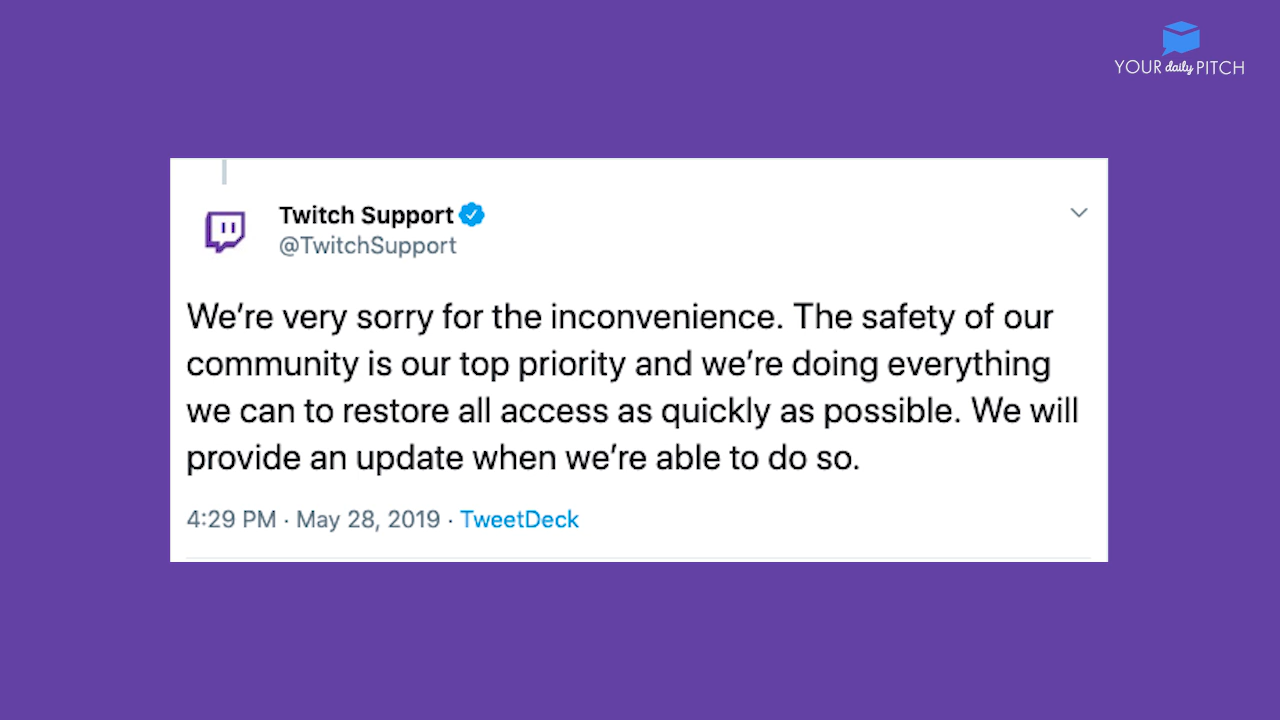 YOUR daily PITCH
Twitch Support
@TwitchSupport
We’re very sorry for the inconvenience. The safety of our
community is our top priority and we’re doing everything
we can to restore all access as quickly as possible. We will
provide an update when we’re able to do so.
4:29 PM · May 28, 2019 · TweetDeck